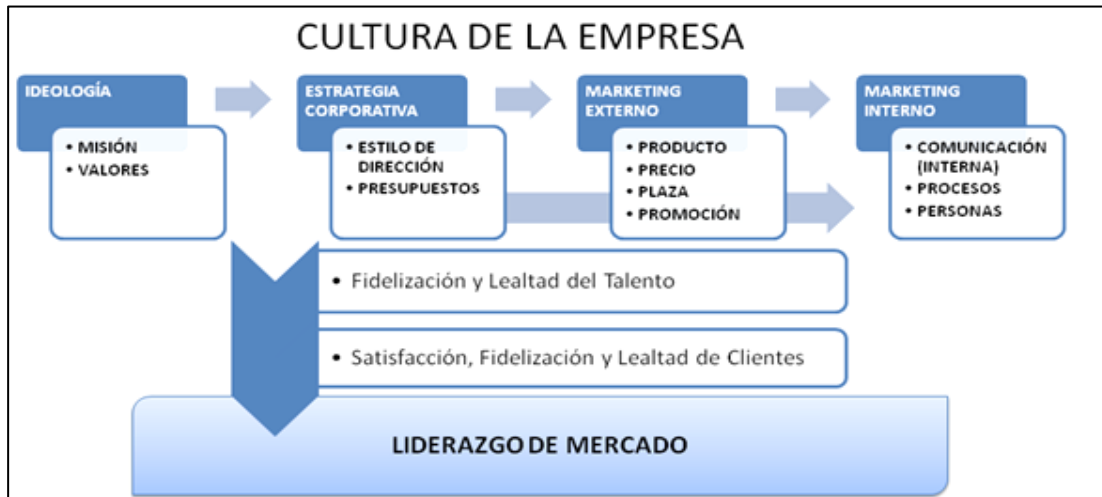 CULTURA DE LA EMPRESA
IDEOLOGÍA
• MISIÓN
• VALORES
ESTRATEGIA
CORPORATIVA
• ESTILO DE
DIRECCIÓN
• PRESUPUESTOS
MARKETING
EXTERNO
• PRODUCTO
• PRECIO
• PLAZA
• PROMOCIÓN
MARKETING
INTERNO
• COMUNICACIÓN
(INTERNA)
• PROCESOS
• PERSONAS
• Fidelización y Lealtad del Talento
• Satisfacción, Fidelización y Lealtad de Clientes
LIDERAZGO DE MERCADO